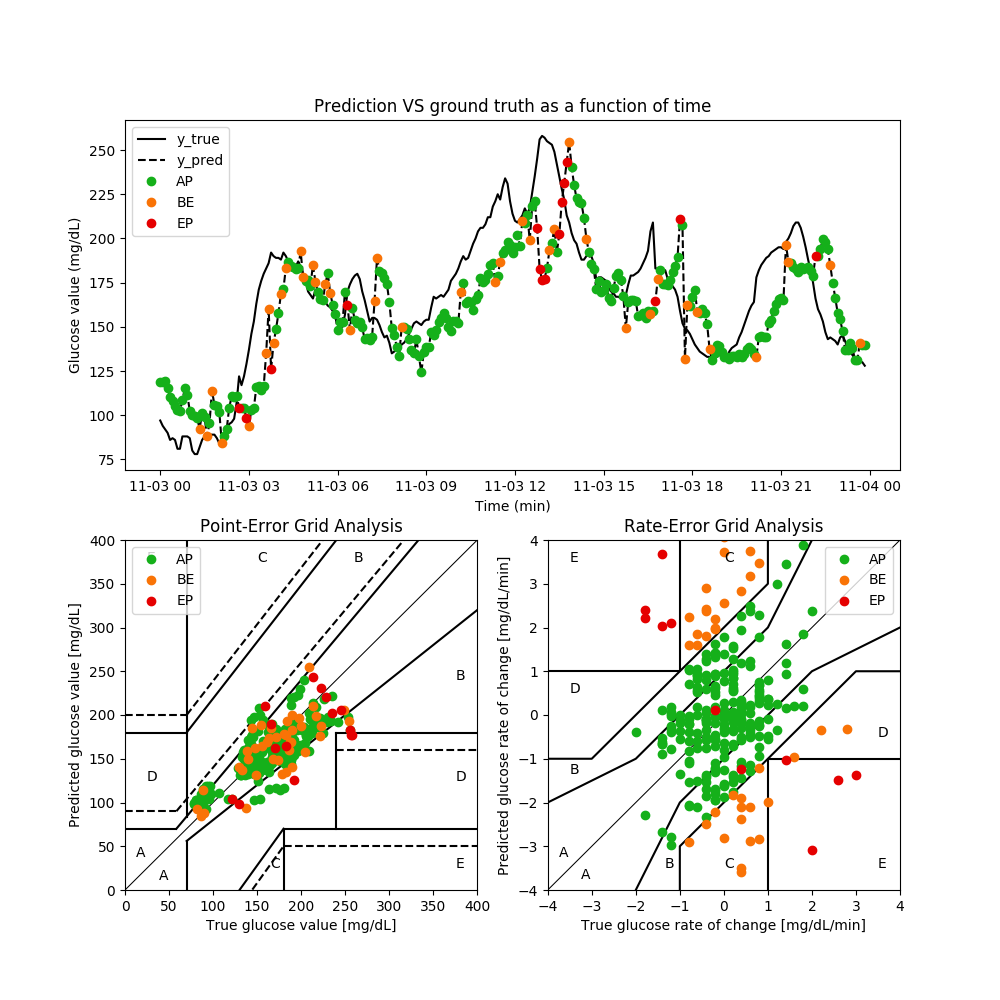 Prediction VS ground truth as a function of time
y_true
y_pred
AP
BE
EP
Glucose value (mg/dL)
250
225
200
175
150
125
100
75
11-03 00 11-03 03 11-03 06 11-03 09 11-03 12 11-03 15 11-03 18 11-03 21 11-04 00
Time (min)
Point-Error Grid Analysis
Predicted glucose value [mg/dL]
400
350
300
250
200
150
100
50
0
AP
BE
EP
C
B
B
D
D
A
A
C
E
0 50 100 150 200 250 300 350 400
True glucose value [mg/dL]
Rate-Error Grid Analysis
Predicted glucose rate of change [mg/dL/min]
4
3
2
1
0
−1
−2
−3
−4
E
C
AP
BE
EP
D
D
B
A
A
B
C
E
−4 −3 −2 −1 0 1 2 3 4
True glucose rate of change [mg/dL/min]